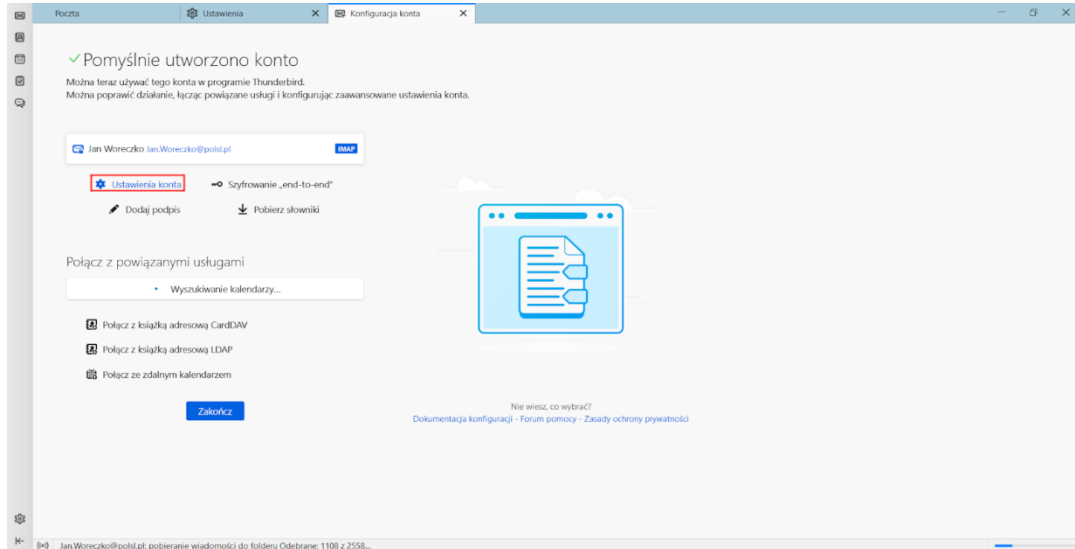 Poczta
Ustawienia
Konfiguracja konta
Pomyślnie utworzono konto
Można teraz używać tego konta w programie Thunderbird.
Można poprawić działanie, łącząc powiązane usługi i konfigurując zaawansowane ustawienia konta.
Jan Woreczko Jan.Woreczko@polsl.pl IMAP
Ustawienia konta
Szyfrowanie „end-to-end”
Dodaj podpis
Pobierz słowniki
Połącz z powiązanymi usługami
Wyszukiwanie kalendarzy...
Połącz z książką adresową CardDAV
Połącz z książką adresową LDAP
Połącz ze zdalnym kalendarzem
Zakończ
Nie wiesz, co wybrać?
Dokumentacja konfiguracji - Forum pomocy - Zasady ochrony prywatności
Jan.Woreczko@polsl.pl: pobieranie wiadomości do folderu Odebrane: 1108 z 2558...